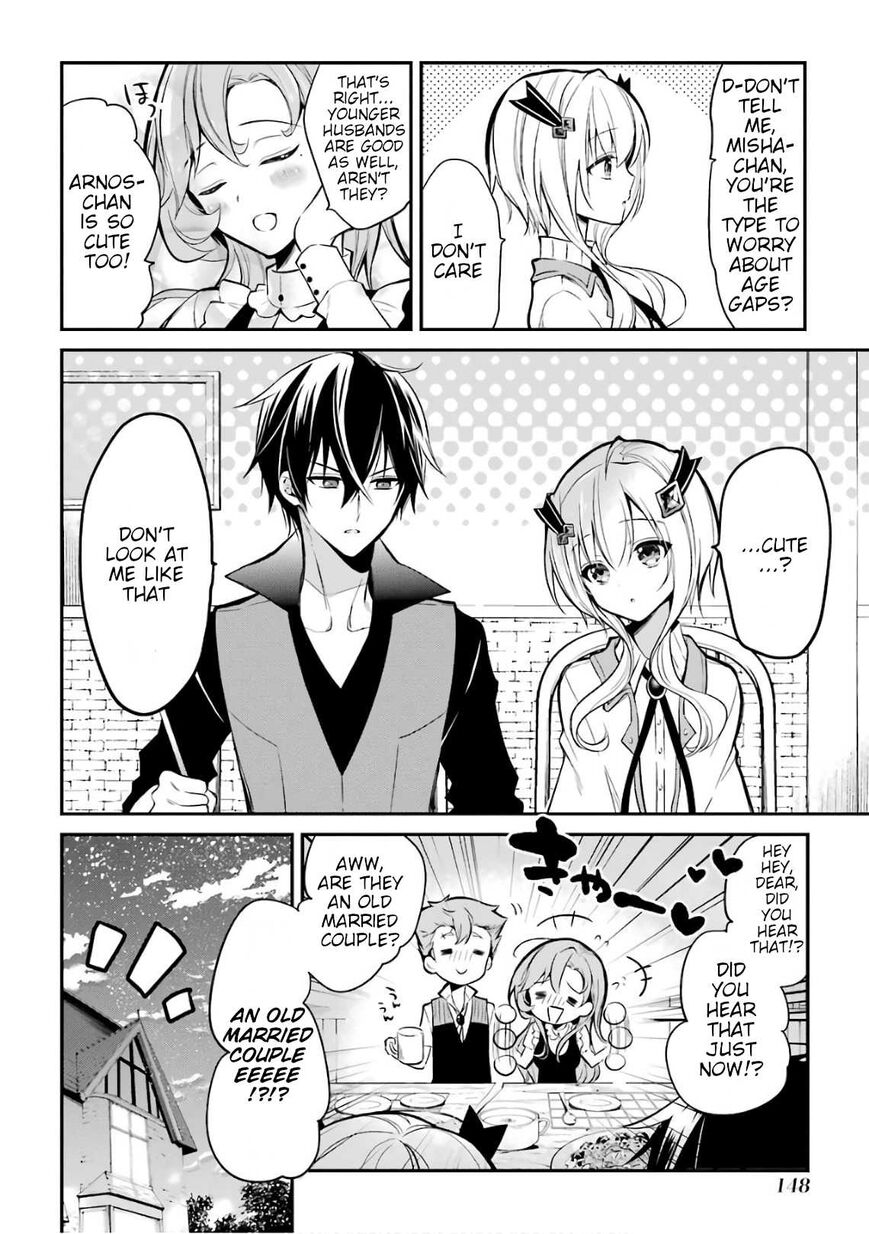 D-DON'T
TELL
ME,
MISHA-
CHAN,
YOU'RE
THE
TYPE TO
WORRY
ABOUT
AGE
GAPS?
I
DON'T
CARE
THAT'S
RIGHT...
YOUNGER
HUSBANDS
ARE GOOD
AS WELL,
AREN'T
THEY?
ARNOS-
CHAN
IS SO
CUTE
TOO!
ほっ
...CUTE
...?
DON'T
LOOK AT
ME LIKE
THAT
HEY
HEY,
DEAR,
DID
YOU
HEAR
THAT!?
DID
YOU
HEAR
THAT
JUST
NOW!?
きゃー
AWW,
ARE THEY
AN OLD
MARRIED
COUPLE?
AN OLD
MARRIED
COUPLE
EEEEE
!?!?
148